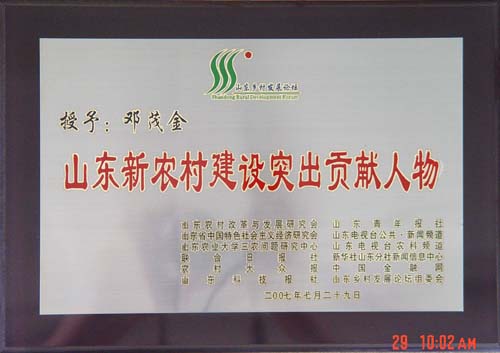 山东乡村发展论坛
Shandong Rural Development Forum
授予：邓茂金
山东新农村建设突出贡献人物
山东农村改革与发展研究会 山东青年报社
山东省中国特色社会主义经济研究会 山东电视台公共·新闻频道
山东农业大学三农问题研究中心 山东电视台农科频道
联合日报社 新华社山东分社新闻信息中心
农村大众报 中国金融网
山东科技报社 山东乡村发展论坛组委会
二〇〇七年七月二十九日
29 10:02 AM